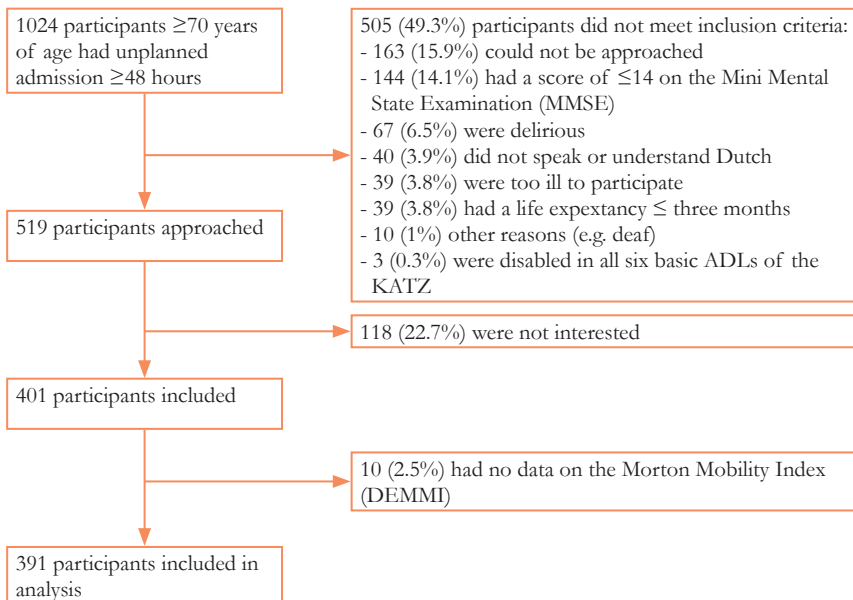 1024 participants ≥70 years
of age had unplanned
admission ≥48 hours
505 (49.3%) participants did not meet inclusion criteria:
- 163 (15.9%) could not be approached
- 144 (14.1%) had a score of ≤14 on the Mini Mental
State Examination (MMSE)
- 67 (6.5%) were delirious
- 40 (3.9%) did not speak or understand Dutch
- 39 (3.8%) were too ill to participate
- 39 (3.8%) had a life expextancy ≤ three months
- 10 (1%) other reasons (e.g. deaf)
- 3 (0.3%) were disabled in all six basic ADLs of the
KATZ
519 participants approached
118 (22.7%) were not interested
401 participants included
10 (2.5%) had no data on the Morton Mobility Index
(DEMMI)
391 participants included in
analysis